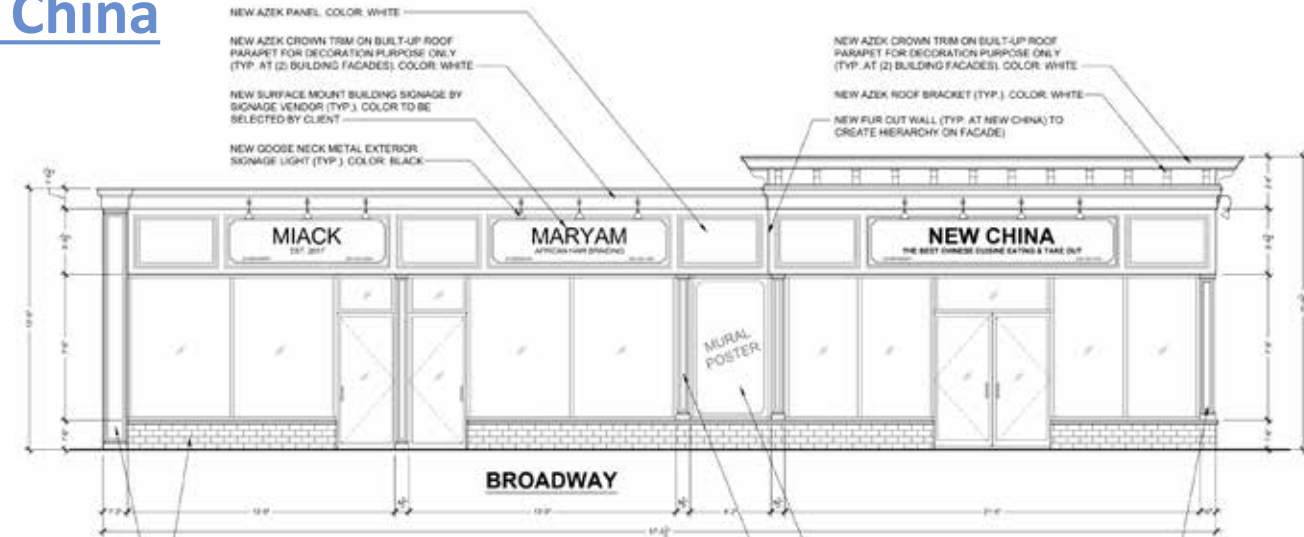 China
NEW AZEK PANEL. COLOR: WHITE
NEW AZEK CROWN TRIM ON BUILT-UP ROOF
PARAPET FOR DECORATION PURPOSE ONLY
(TYP. AT (2) BUILDING FACADES). COLOR: WHITE
NEW SURFACE MOUNT BUILDING SIGNAGE BY
SIGNAGE VENDOR (TYP.). COLOR TO BE
SELECTED BY CLIENT
NEW GOOSE NECK METAL EXTERIOR
SIGNAGE LIGHT (TYP.). COLOR: BLACK
NEW AZEK CROWN TRIM ON BUILT-UP ROOF
PARAPET FOR DECORATION PURPOSE ONLY
(TYP. AT (2) BUILDING FACADES). COLOR: WHITE
NEW AZEK ROOF BRACKET (TYP.). COLOR: WHITE
NEW FUR OUT WALL (TYP. AT NEW CHINA) TO
CREATE HIERARCHY ON FACADE)
MIACK
EST. 2017
MARYAM
AFRICAN HAIR BRAIDING
NEW CHINA
THE BEST CHINESE CUISINE EATING & TAKE OUT
MURAL
POSTER
BROADWAY